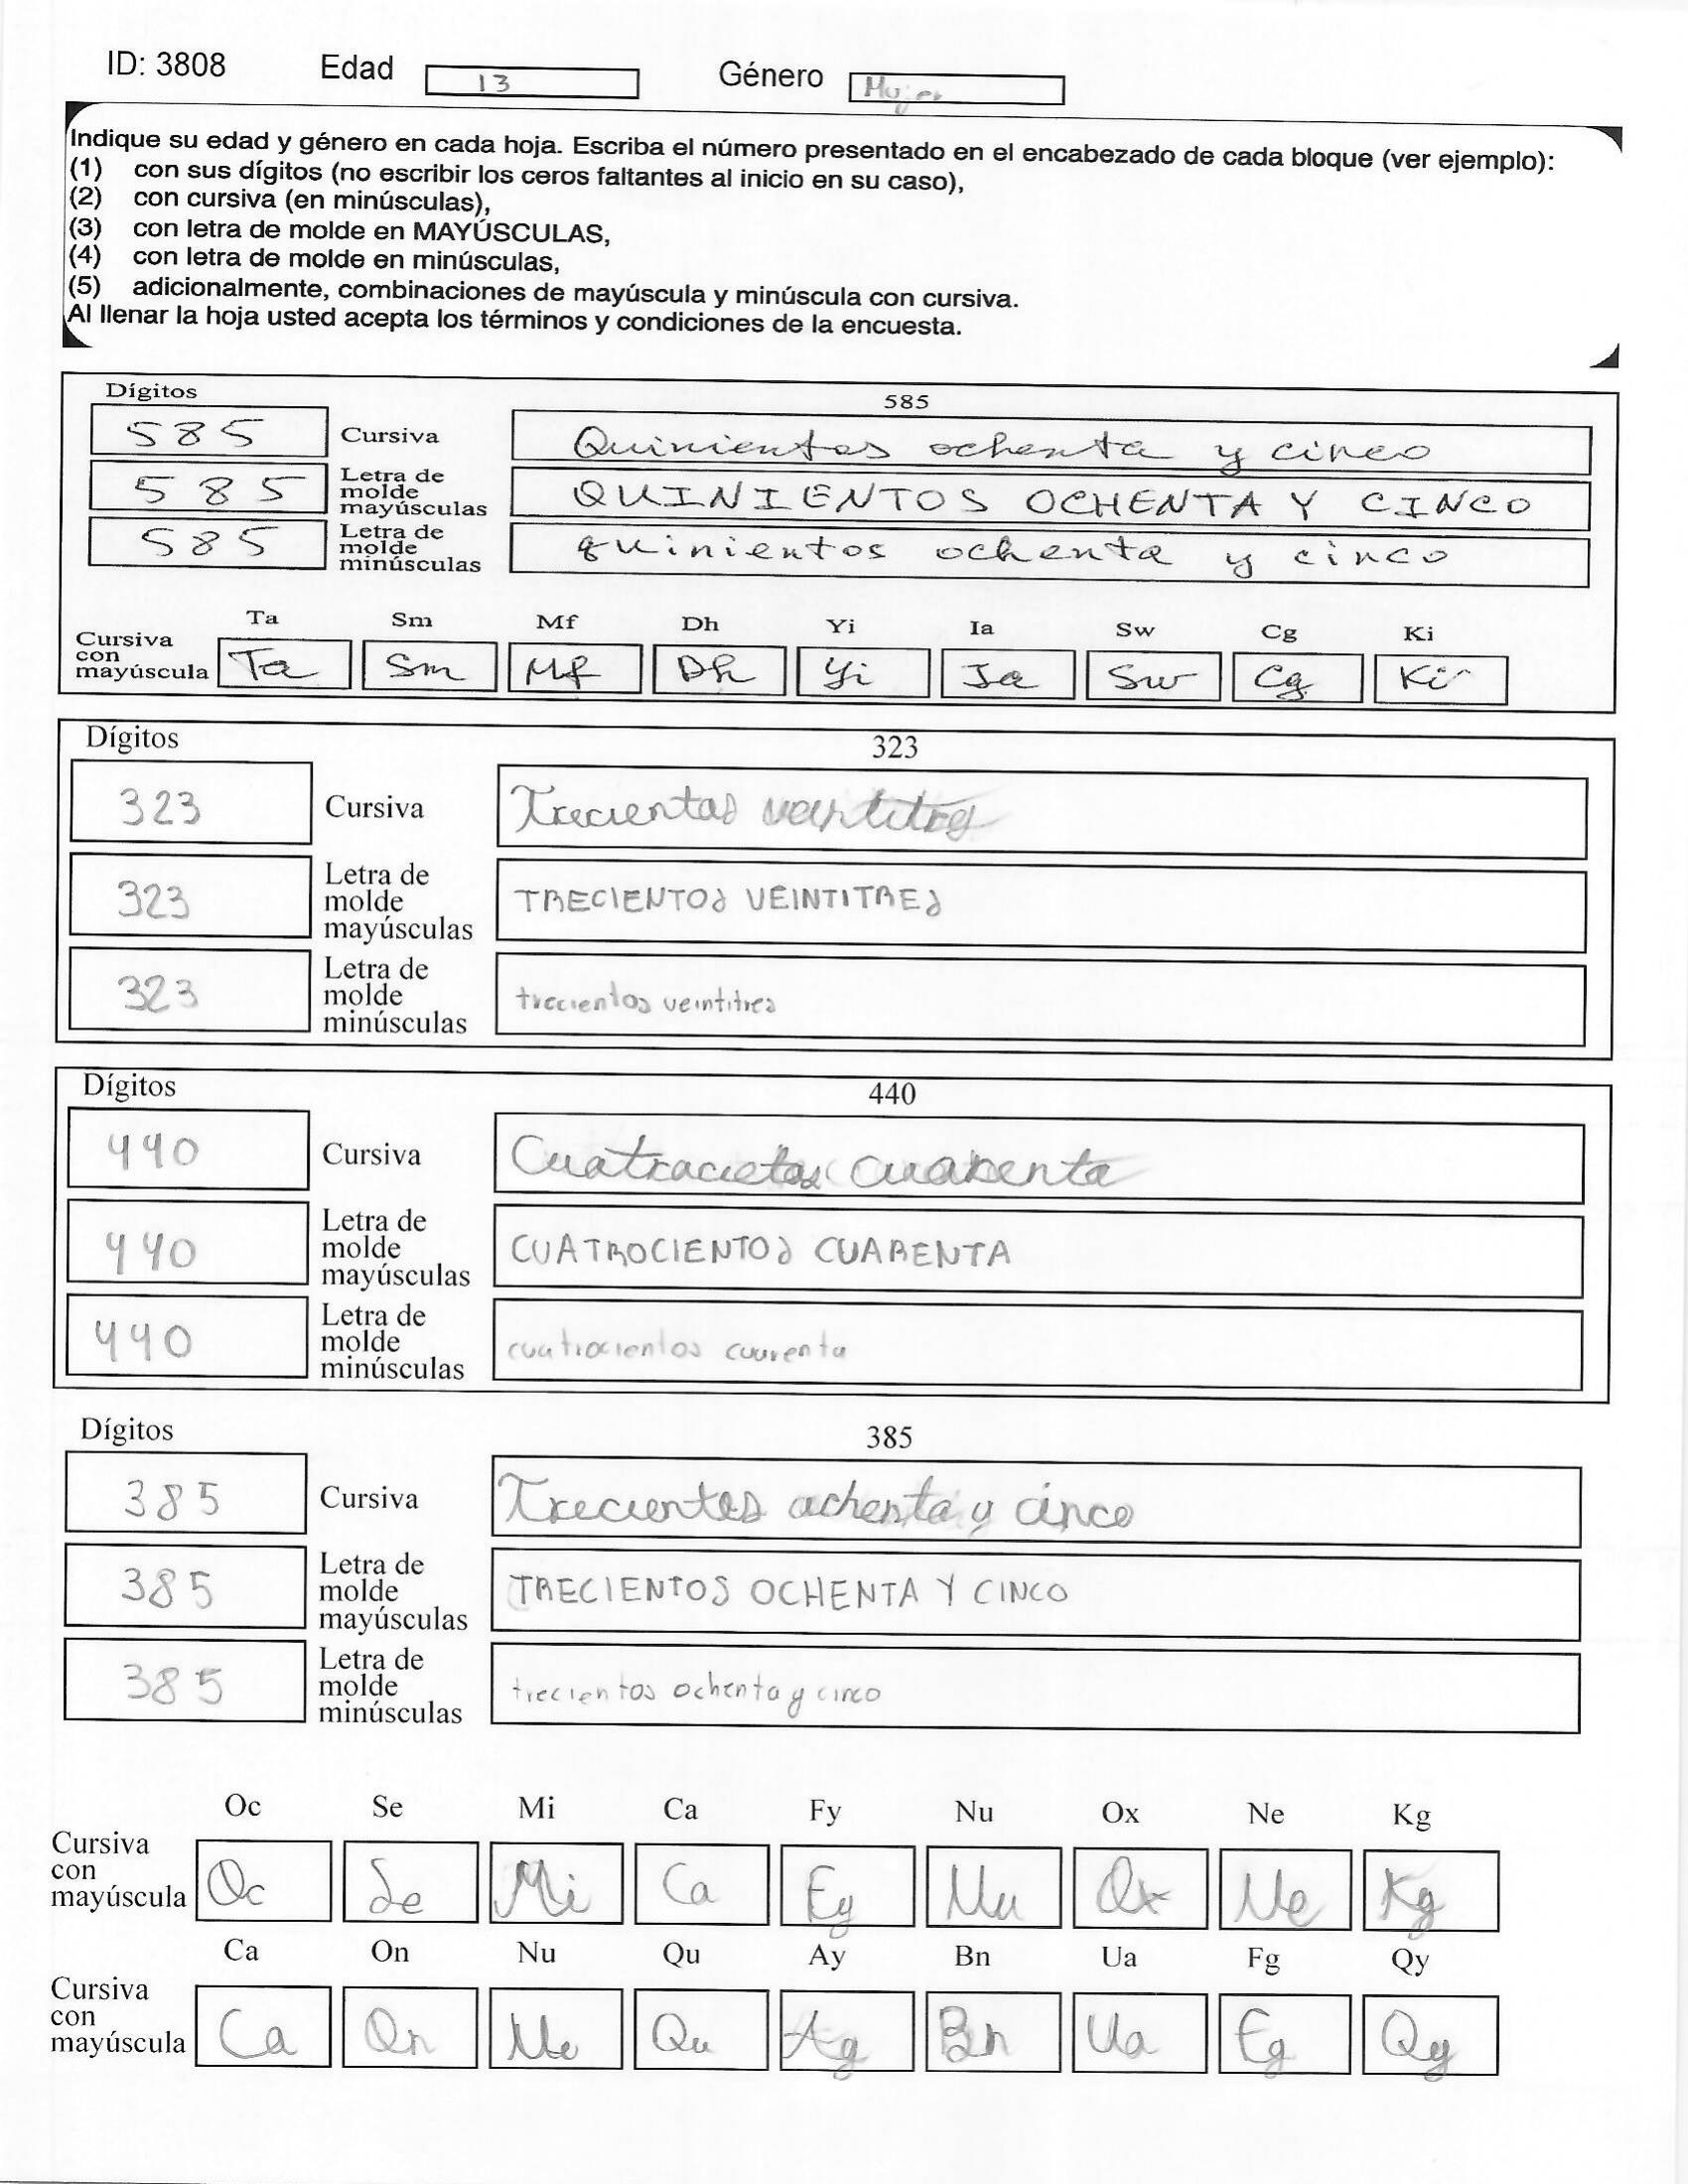 ID: 3808 Edad 13 Género Mujer
Indique su edad y género en cada hoja. Escriba el número presentado en el encabezado de cada bloque (ver ejemplo):
(1) con sus dígitos (no escribir los ceros faltantes al inicio en su caso),
(2) con cursiva (en minúsculas),
(3) con letra de molde en MAYÚSCULAS,
(4) con letra de molde en minúsculas,
(5) adicionalmente, combinaciones de mayúscula y minúscula con cursiva.
Al llenar la hoja usted acepta los términos y condiciones de la encuesta.
Dígitos 585
585 Cursiva Quinientos ochenta y cinco
585 Letra de molde mayúsculas QUINIENTOS OCHENTA Y CINCO
585 Letra de molde minúsculas quinientos ochenta y cinco
Ta Sm Mf Dh Yi Ia Sw Cg Ki
Cursiva con mayúscula Ta Sm Mf Dh Yi Ia Sw Cg Ki
Dígitos 323
323 Cursiva Trecientos veintitres
323 Letra de molde mayúsculas TRECIENTOS VEINTITRES
323 Letra de molde minúsculas trecientos veintitres
Dígitos 440
440 Cursiva Cuatrocietos cuarenta
440 Letra de molde mayúsculas CUATROCIENTOS CUARENTA
440 Letra de molde minúsculas cuatrocientos cuarenta
Dígitos 385
385 Cursiva Trecientos ochenta y cinco
385 Letra de molde mayúsculas TRECIENTOS OCHENTA Y CINCO
385 Letra de molde minúsculas trecientos ochenta y cinco
Oc Se Mi Ca Fy Nu Ox Ne Kg
Cursiva con mayúscula Oc Se Mi Ca Fy Nu Ox Ne Kg
Ca On Nu Qu Ay Bn Ua Fg Qy
Cursiva con mayúscula Ca On Nu Qu Ay Bn Ua Fg Qy